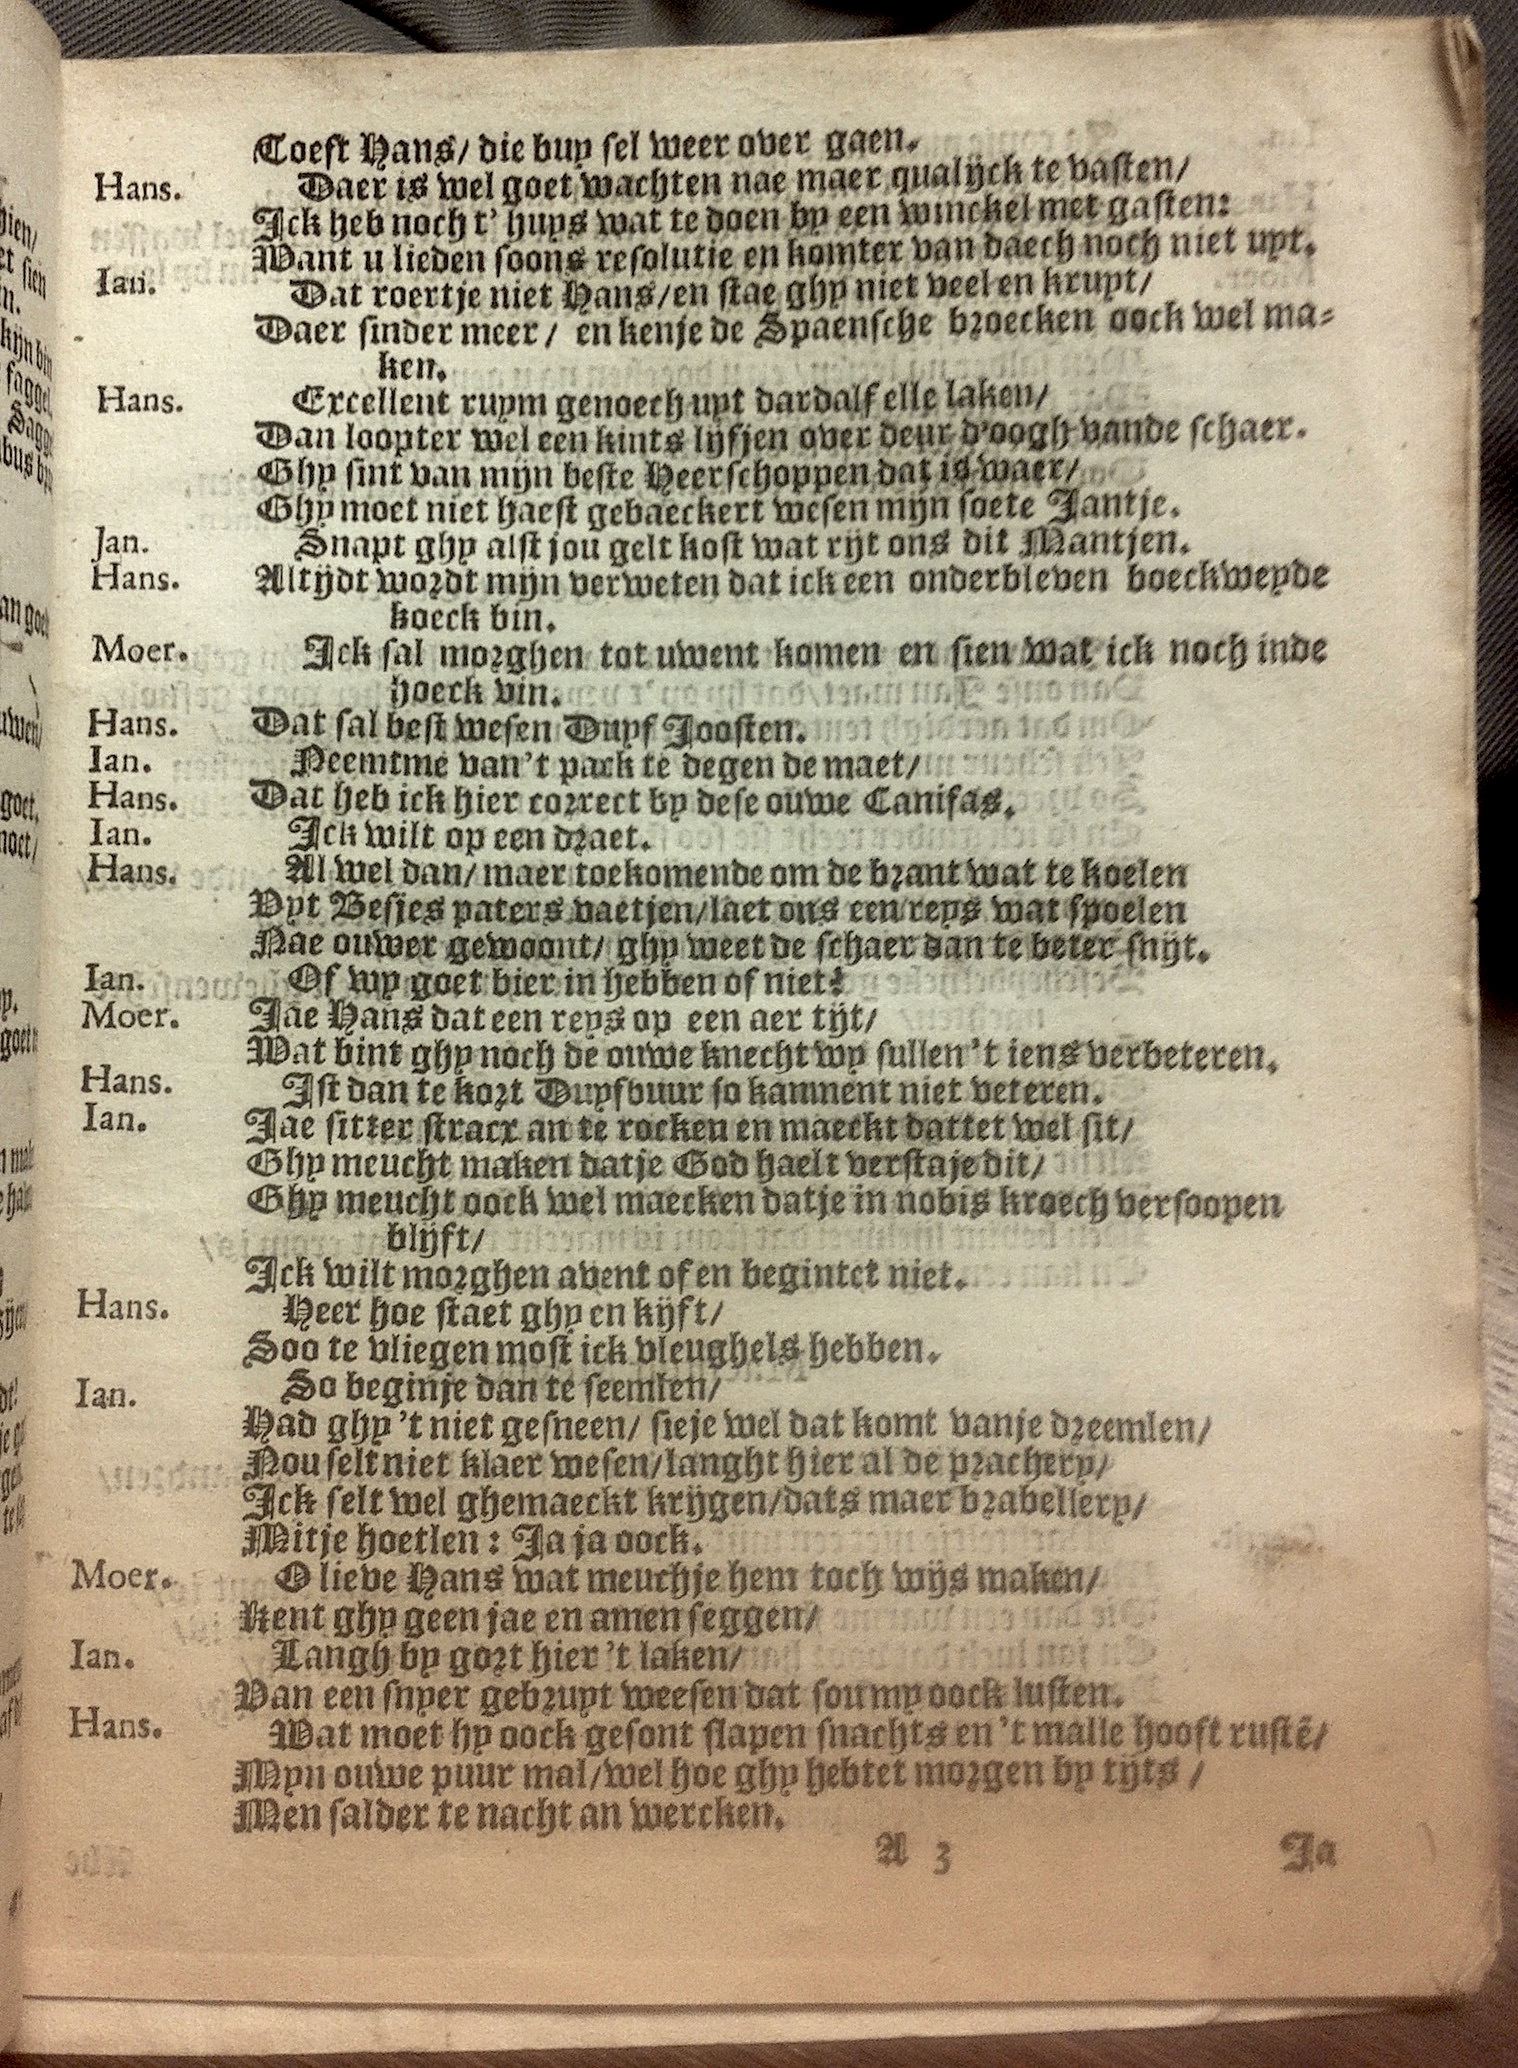 Toeſt Hans/ die buy ſel weer over gaen.
Hans. Daer is wel goet wachten nae maer qualijck te vaſten/
Ick heb noch t' huys wat te doen by een winckel met gaſten:
Want u lieden ſoons reſolutie en komter van daech noch niet uyt.
Ian. Dat roertje niet Hans/en ſtae ghy niet veel en kruyt/
Daer ſinder meer/ en kenje de Spaenſche broecken oock wel ma-
ken.
Hans. Excellent ruym genoech uyt dardalf elle laken/
Dan loopter wel een kints lijfjen over deur d'oogh vande ſchaer.
Ghy ſint van mijn beſte Heerſchoppen dat is waer/
Ghy moet niet haeſt gebaeckert weſen mijn ſoete Jantje.
Jan. Snapt ghy alſt jou gelt koſt wat rijt ons dit Mantjen.
Hans. Altijdt wordt mijn verweten dat ick een onderbleven boeckweyde
koeck bin.
Moer. Ick ſal morghen tot uwent komen en ſien wat ick noch inde
hoeck vin.
Hans. Dat ſal beſt weſen Duyf Jooſten.
Ian. Neemtme van't pack te degen de maet/
Hans. Dat heb ick hier correct by deſe ouwe Canifas.
Ian. Ick wilt op een draet.
Hans. Al wel dan/ maer toekomende om de brant wat te koelen
Uyt Beſjes paters vaetjen/laet ons een reys wat ſpoelen
Nae ouwer gewoont/ ghy weet de ſchaer dan te beter ſnijt.
Ian. Of wy goet bier in hebben of niet?
Moer. Jae Hans dat een reys op een aer tijt/
Wat bint ghy noch de ouwe knecht wy ſullen't iens verbeteren.
Hans. Iſt dan te kort Duyfbuur ſo kamment niet veteren.
Ian. Jae ſitter ſtracx an te rocken en maeckt dattet wel ſit/
Ghy meucht maken datje God haelt verſtaje dit/
Ghy meucht oock wel maecken datje in nobis kroech verſoopen
blijft/
Ick wilt morghen avent of en begintet niet.
Hans. Heer hoe ſtaet ghy en kijft/
Soo te vliegen moſt ick vleughels hebben.
Ian. So beginje dan te ſeemlen/
Had ghy 't niet geſneen/ ſieje wel dat komt vanje dreemlen/
Nou ſelt niet klaer weſen/langht hier al de prachery/
Ick ſelt wel ghemaeckt krijgen/dats maer brabellery/
Mitje hoetlen: Ja ja oock.
Moer. O lieve Hans wat meuchje hem toch wijs maken/
Kent ghy geen jae en amen ſeggen/
Ian. Langh by gort hier 't laken/
Van een ſnyer gebruyt weeſen dat ſou my oock luſten.
Hans. Wat moet hy oock geſont ſlapen ſnachts en 't malle hooft ruſtē/
Myn ouwe puur mal/wel hoe ghy hebtet morgen by tijts/
Men ſalder te nacht an wercken.
A 3 Ja